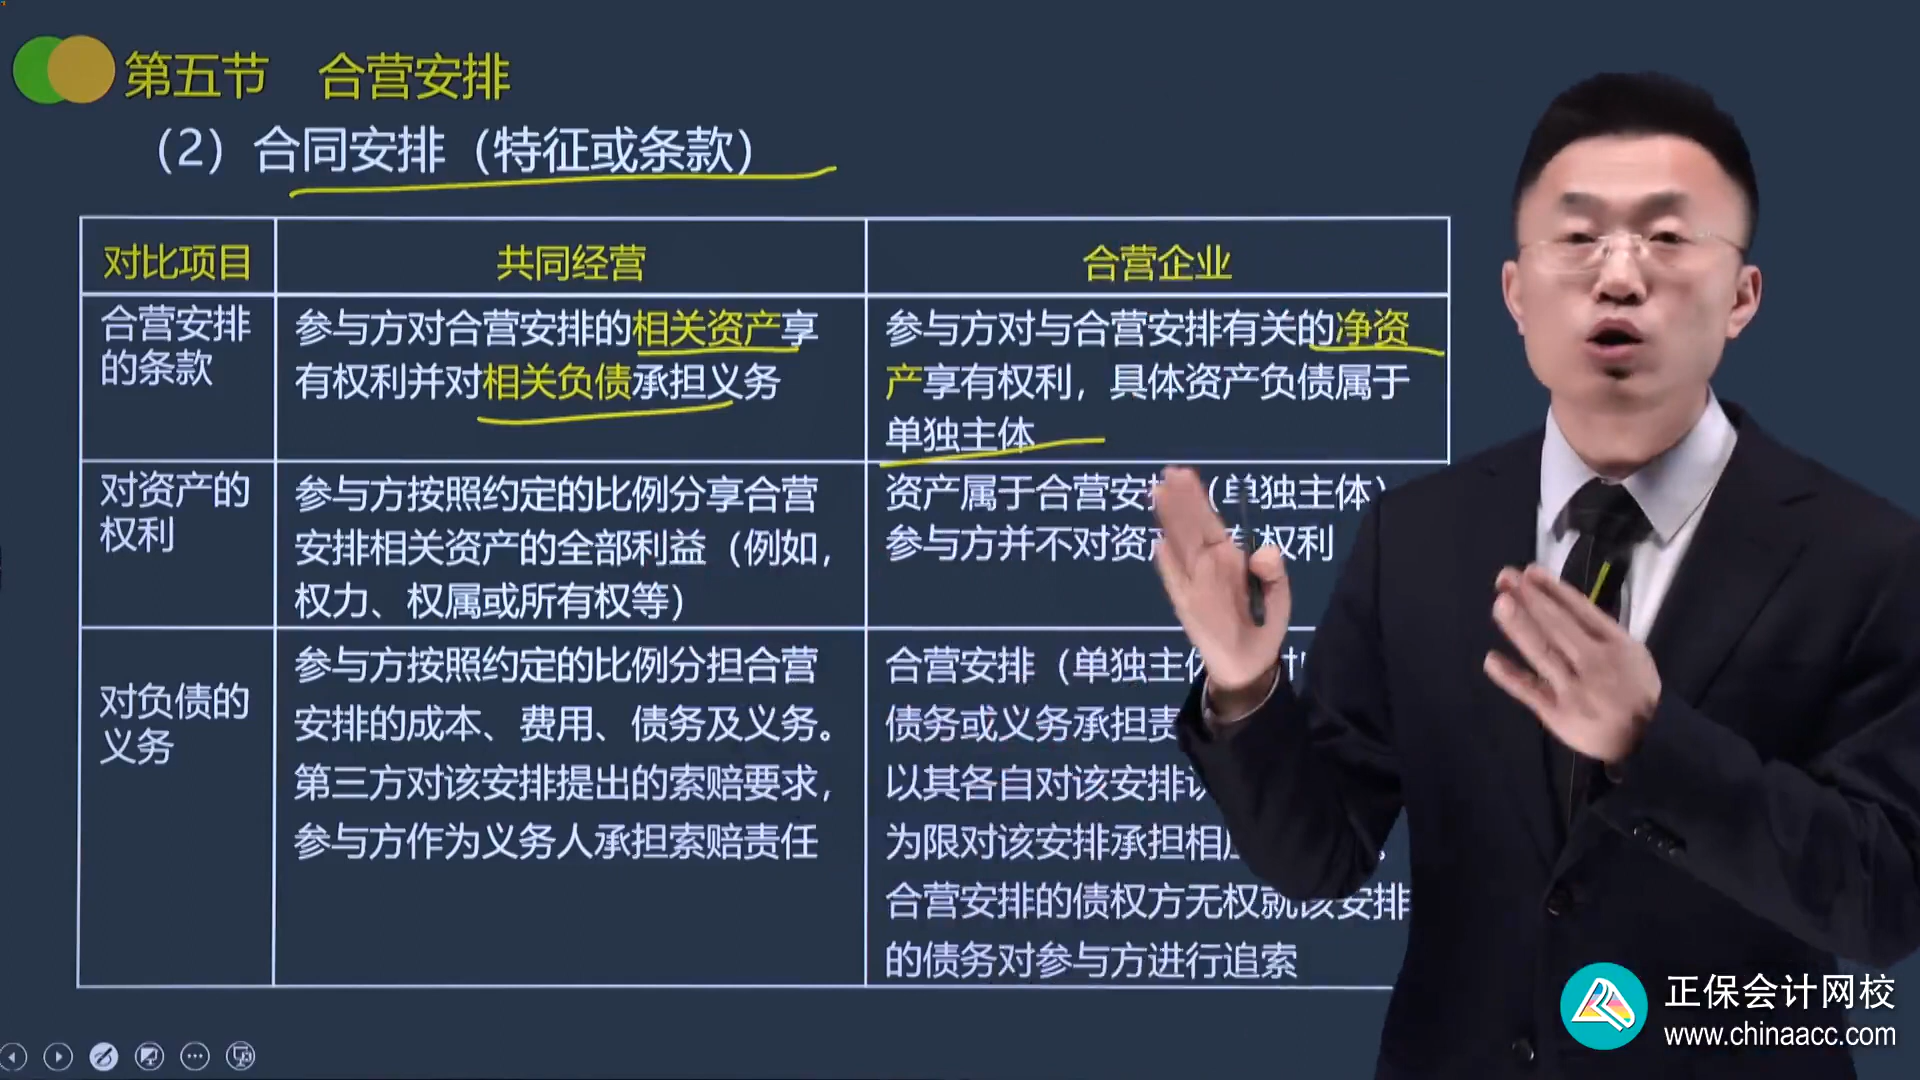 第五节 合营安排
（2）合同安排（特征或条款）
对比项目
共同经营
合营企业
合营安排
的条款
参与方对合营安排的相关资产享
有权利并对相关负债承担义务
参与方对与合营安排有关的净资
产享有权利，具体资产负债属于
单独主体
对资产的
权利
参与方按照约定的比例分享合营
安排相关资产的全部利益（例如，
权力、权属或所有权等）
资产属于合营安（单独主体）
参与方并不对资 权利
对负债的
义务
参与方按照约定的比例分担合营
安排的成本、费用、债务及义务。
第三方对该安排提出的索赔要求，
参与方作为义务人承担索赔责任
合营安排（单独主
债务或义务承担责
以其各自对该安排
为限对该安排承担相
合营安排的债权方无权就该安排
的债务对参与方进行追索
正保会计网校
www.chinaacc.com